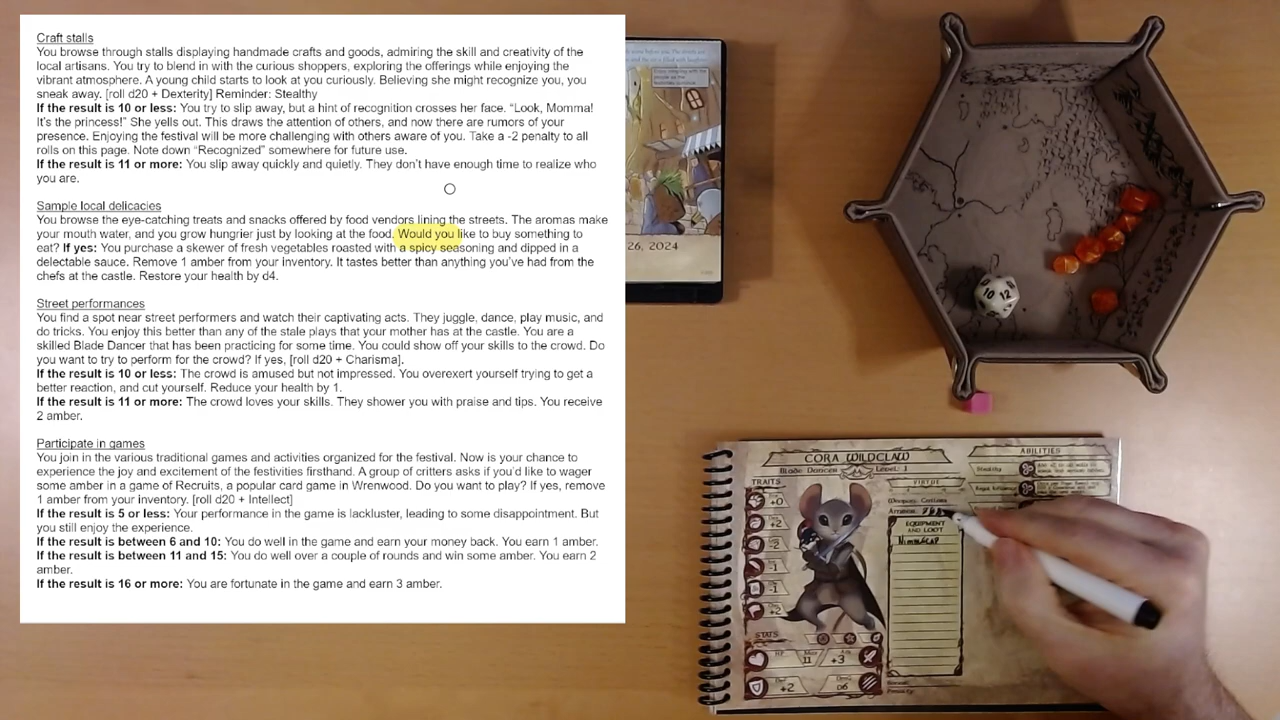 Craft stalls
You browse through stalls displaying handmade crafts and goods, admiring the skill and creativity of the
local artisans. You try to blend in with the curious shoppers, exploring the offerings while enjoying the
vibrant atmosphere. A young child starts to look at you curiously. Believing she might recognize you, you
sneak away. [roll d20 + Dexterity] Reminder: Stealthy
If the result is 10 or less: You try to slip away, but a hint of recognition crosses her face. “Look, Momma!
It’s the princess!” She yells out. This draws the attention of others, and now there are rumors of your
presence. Enjoying the festival will be more challenging with others aware of you. Take a -2 penalty to all
rolls on this page. Note down “Recognized” somewhere for future use.
If the result is 11 or more: You slip away quickly and quietly. They don’t have enough time to realize who
you are.
Sample local delicacies
You browse the eye-catching treats and snacks offered by food vendors lining the streets. The aromas make
your mouth water, and you grow hungrier just by looking at the food. Would you like to buy something to
eat? If yes: You purchase a skewer of fresh vegetables roasted with a spicy seasoning and dipped in a
delectable sauce. Remove 1 amber from your inventory. It tastes better than anything you’ve had from the
chefs at the castle. Restore your health by d4.
Street performances
You find a spot near street performers and watch their captivating acts. They juggle, dance, play music, and
do tricks. You enjoy this better than any of the stale plays that your mother has at the castle. You are a
skilled Blade Dancer that has been practicing for some time. You could show off your skills to the crowd. Do
you want to try to perform for the crowd? If yes, [roll d20 + Charisma].
If the result is 10 or less: The crowd is amused but not impressed. You overexert yourself trying to get a
better reaction, and cut yourself. Reduce your health by 1.
If the result is 11 or more: The crowd loves your skills. They shower you with praise and tips. You receive
2 amber.
Participate in games
You join in the various traditional games and activities organized for the festival. Now is your chance to
experience the joy and excitement of the festivities firsthand. A group of critters asks if you’d like to wager
some amber in a game of Recruits, a popular card game in Wrenwood. Do you want to play? If yes, remove
1 amber from your inventory. [roll d20 + Intellect]
If the result is 5 or less: Your performance in the game is lackluster, leading to some disappointment. But
you still enjoy the experience.
If the result is between 6 and 10: You do well in the game and earn your money back. You earn 1 amber.
If the result is between 11 and 15: You do well over a couple of rounds and win some amber. You earn 2
amber.
If the result is 16 or more: You are fortunate in the game and earn 3 amber.
26, 2024
10 12
CORA WILDCLAW
Blade Dancer Level: 1
ABILITIES
TRAITS
VIRTUE
Stealthy
+0
+2
-2
-1
-1
+2
EQUIPMENT
AND LOOT
STATS
HP
11
+3
+2
D6